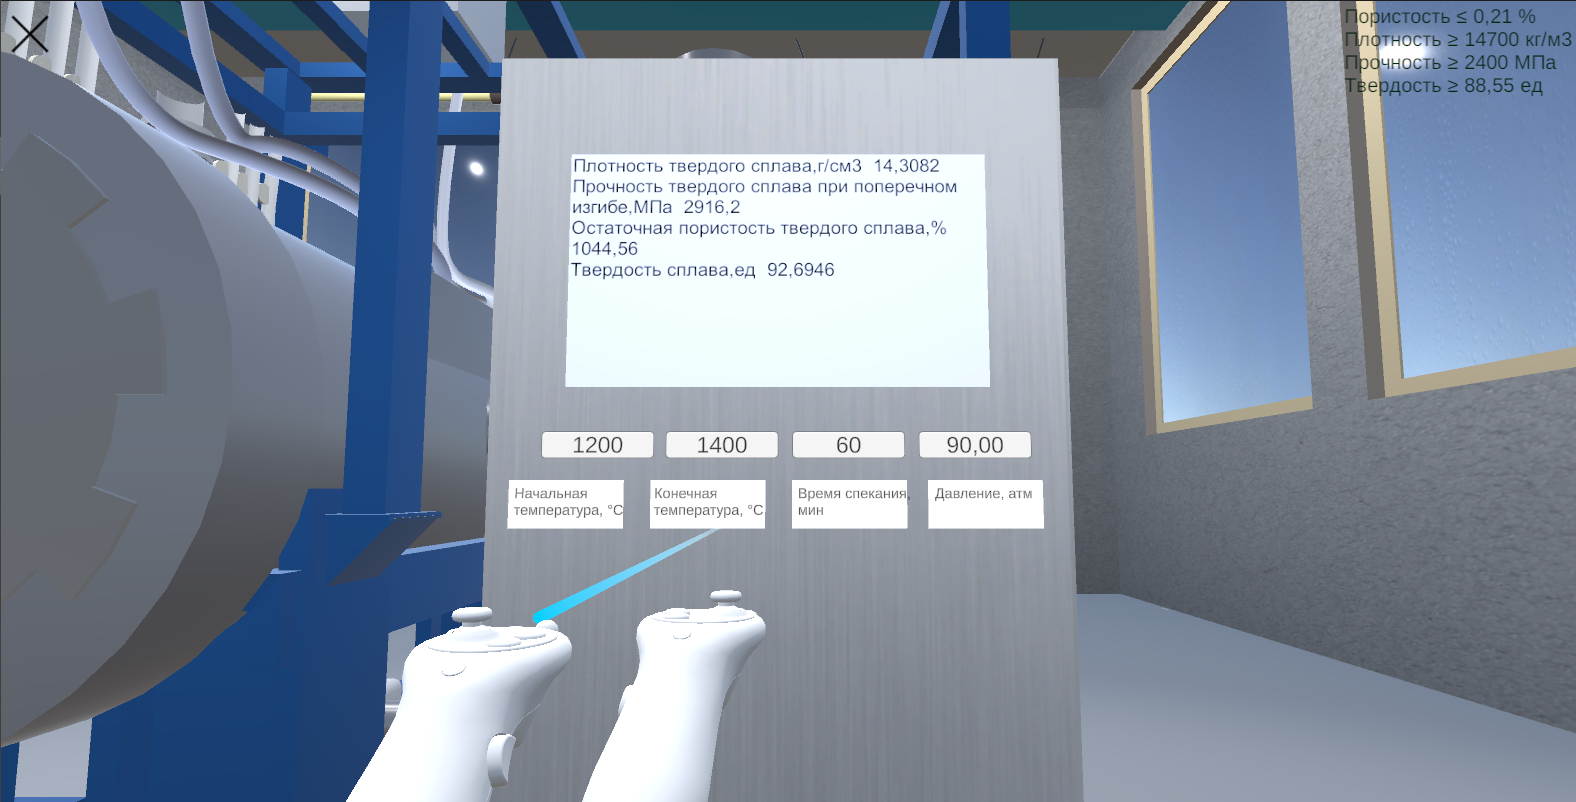 Пористость ≤ 0,21 %
Плотность ≥ 14700 кг/м3
Прочность ≥ 2400 МПа
Твердость ≥ 88,55 ед
Плотность твердого сплава,г/см3 14,3082
Прочность твердого сплава при поперечном
изгибе,МПа 2916,2
Остаточная пористость твердого сплава,%
1044,56
Твердость сплава,ед 92,6946
1200 1400 60 90,00
Начальная
температура, °С
Конечная
температура, °С
Время спекания,
мин
Давление, атм